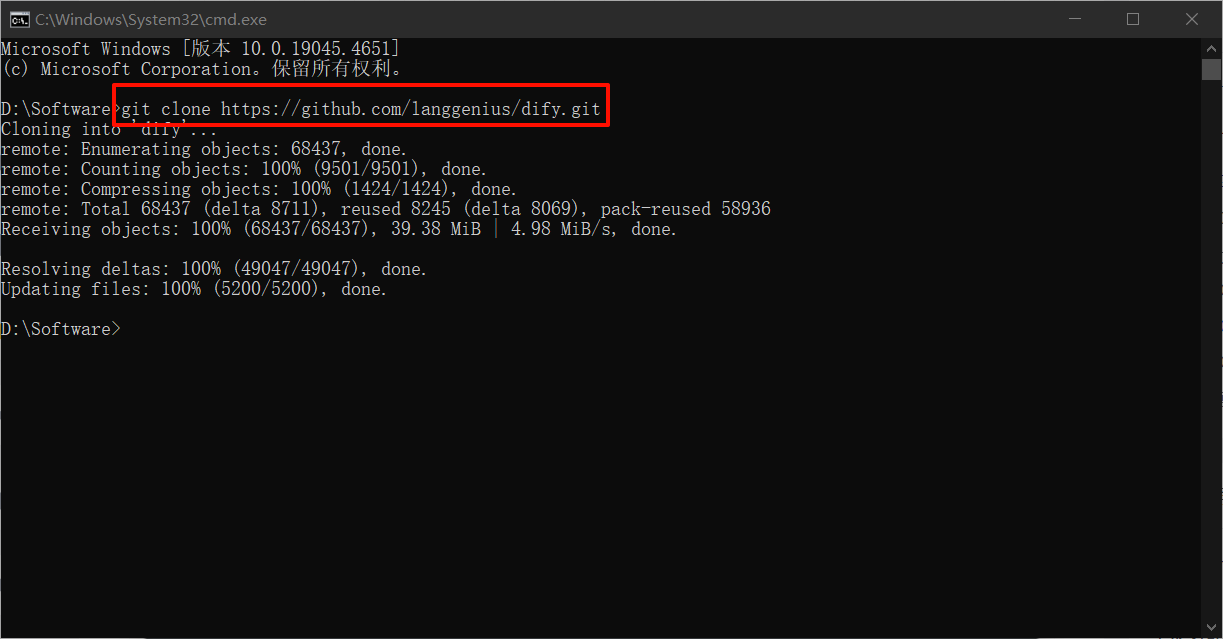 C:\Windows\System32\cmd.exe
Microsoft Windows [版本 10.0.19045.4651]
(c) Microsoft Corporation。保留所有权利。
D:\Software>git clone https://github.com/langgenius/dify.git
Cloning into 'dify'...
remote: Enumerating objects: 68437, done.
remote: Counting objects: 100% (9501/9501), done.
remote: Compressing objects: 100% (1424/1424), done.
remote: Total 68437 (delta 8711), reused 8245 (delta 8069), pack-reused 58936
Receiving objects: 100% (68437/68437), 39.38 MiB | 4.98 MiB/s, done.
Resolving deltas: 100% (49047/49047), done.
Updating files: 100% (5200/5200), done.
D:\Software>